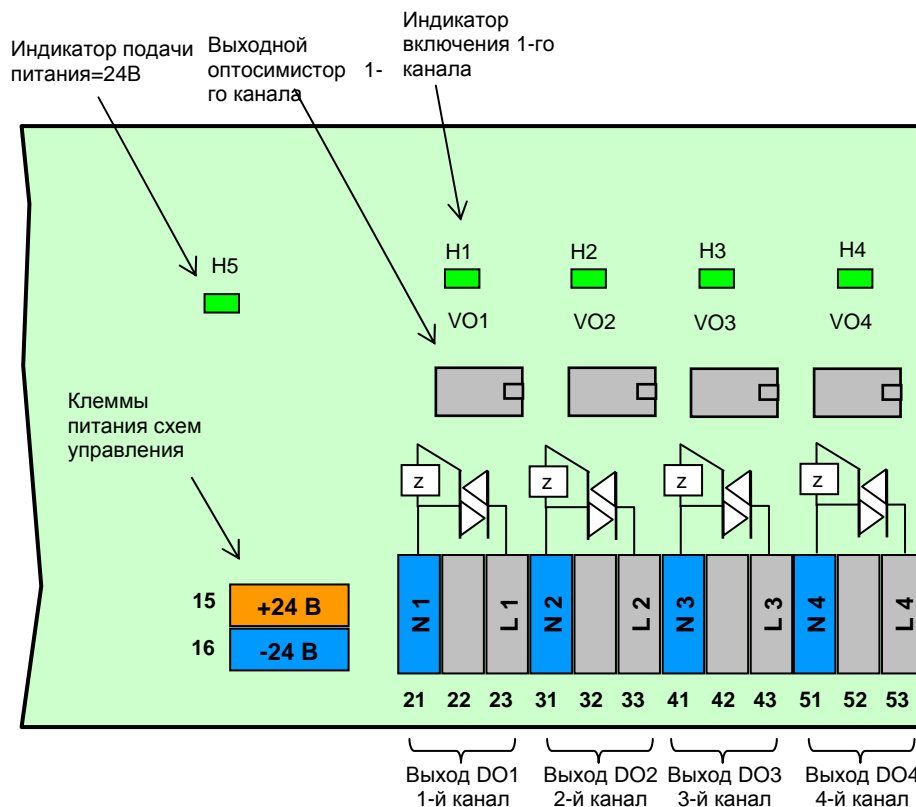 Индикатор подачи
питания=24В
Выходной
оптосимистор 1-
го канала
Индикатор
включения 1-го
канала
H5
H1
H2
H3
H4
VO1
VO2
VO3
VO4
Клеммы
питания схем
управления
z
z
z
z
15
+24 В
16
-24 В
N 1
L 1
N 2
L 2
N 3
L 3
N 4
L 4
21 22 23 31 32 33 41 42 43 51 52 53
Выход DO1
1-й канал
Выход DO2
2-й канал
Выход DO3
3-й канал
Выход DO4
4-й канал